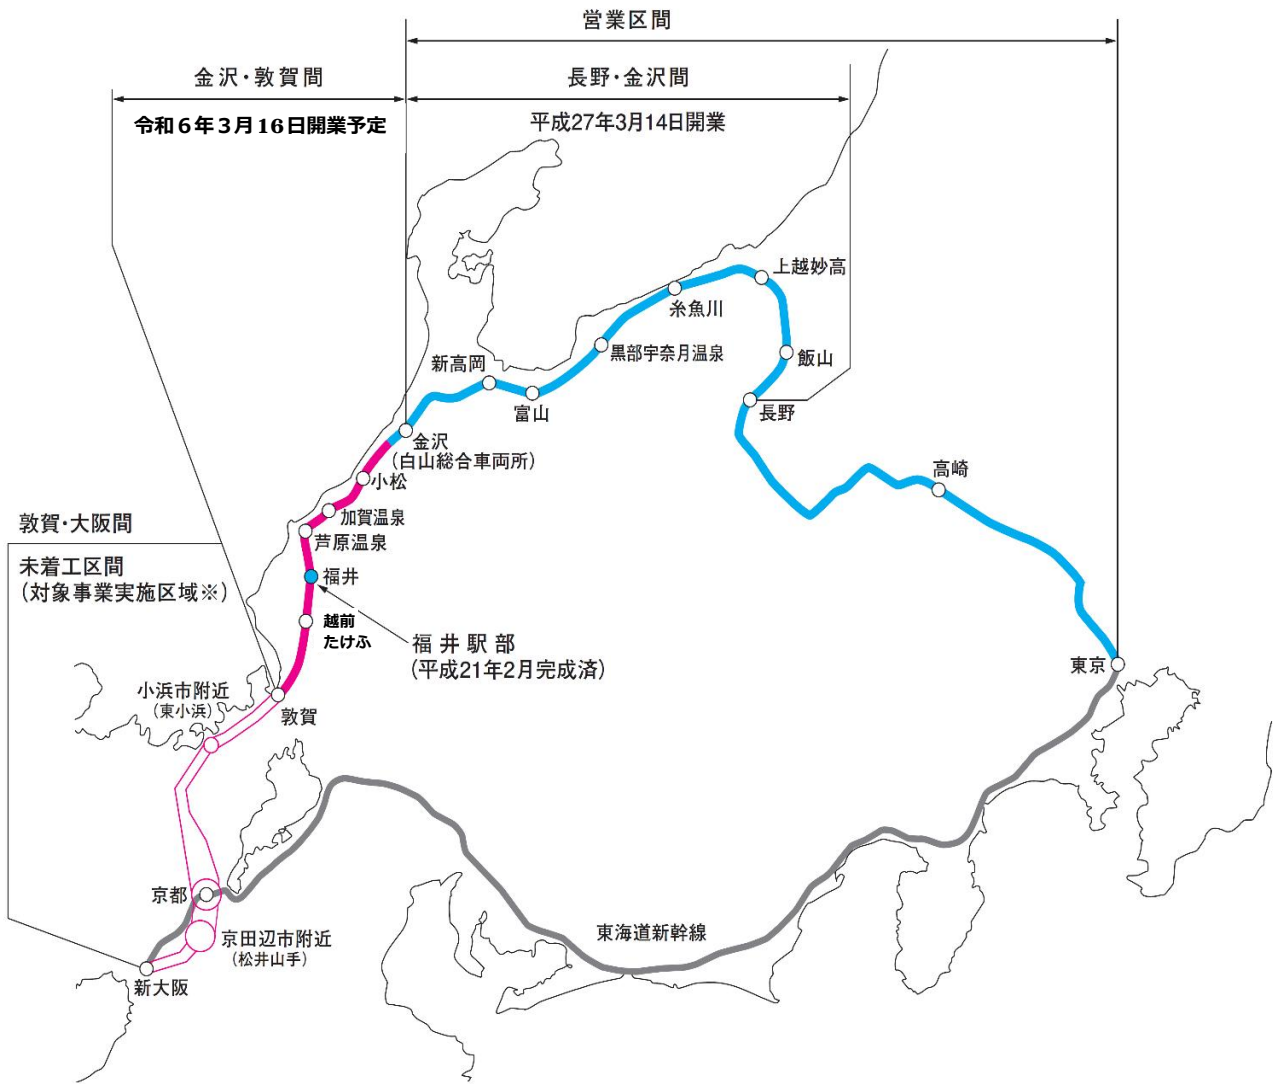 営業区間
金沢・敦賀間
長野・金沢間
令和6年3月16日開業予定
平成27年3月14日開業
上越妙高
糸魚川
黒部宇奈月温泉
飯山
新高岡
富山
長野
金沢
(白山総合車両所)
高崎
小松
加賀温泉
芦原温泉
敦賀・大阪間
未着工区間
(対象事業実施区域※)
福井
越前
たけふ
福井駅部
(平成21年2月完成済)
東京
小浜市附近
(東小浜)
敦賀
京都
京田辺市附近
(松井山手)
東海道新幹線
新大阪